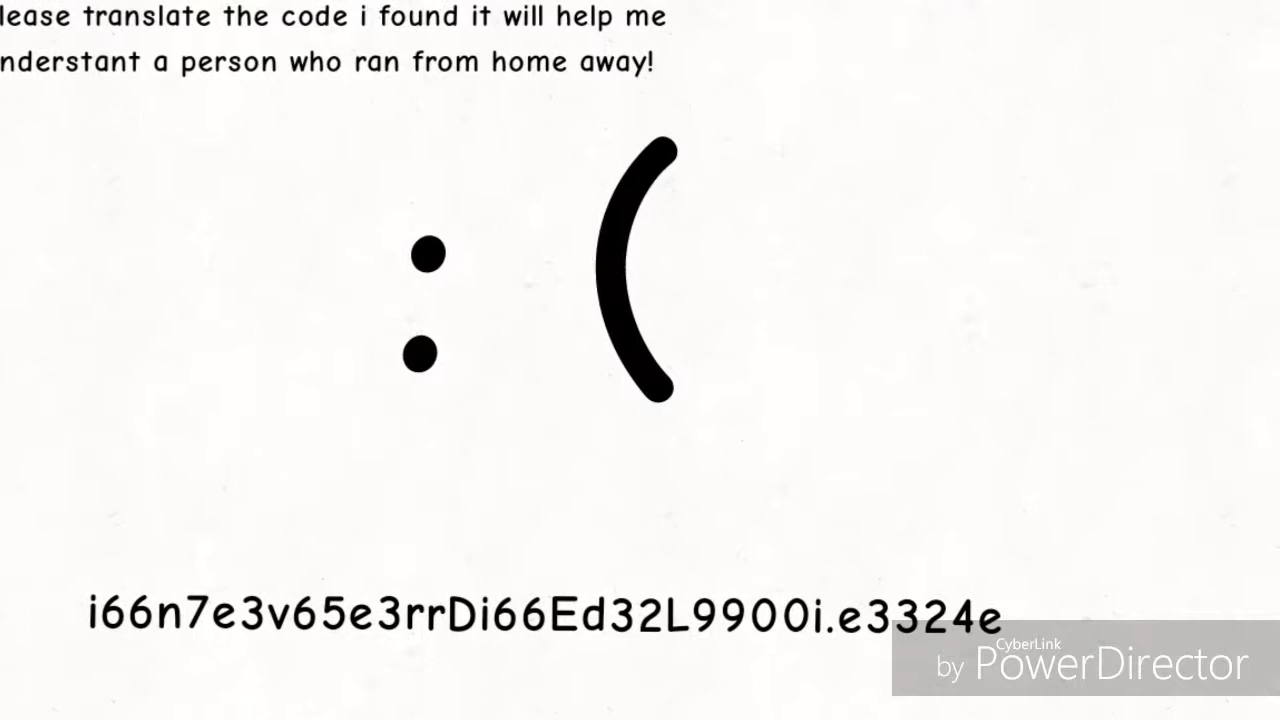 lease translate the code i found it will help me
nderstant a person who ran from home away!
: (
i66n7e3v65e3rrDi66Ed32L9900i.e3324e
by CyberLink PowerDirector